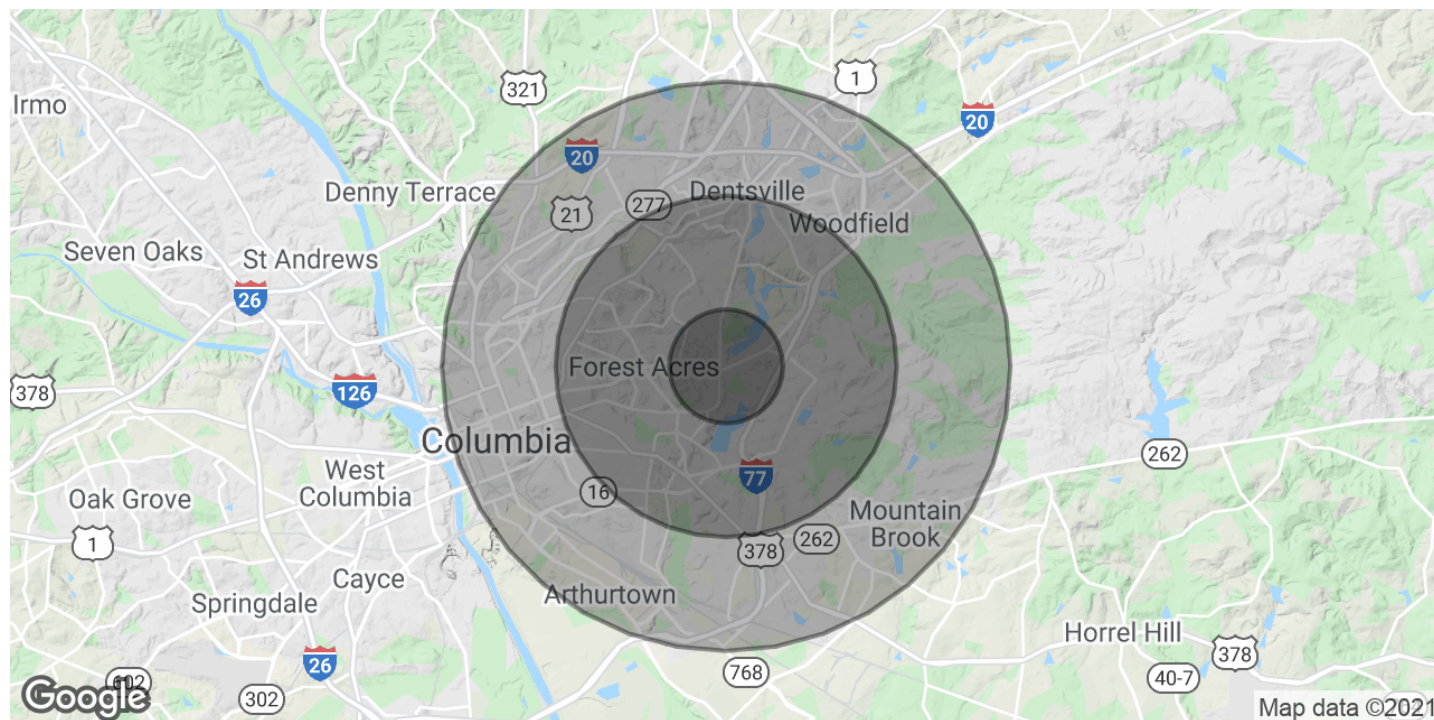 321
1
Irmo
20
20
Denny Terrace
Dentsville
277
21
Woodfield
Seven Oaks
St Andrews
26
Forest Acres
378
126
Columbia
262
West
Columbia
77
Oak Grove
16
Mountain
Brook
1
262
378
Cayce
Arthurtown
Springdale
Horrel Hill
26
378
768
40-7
602
302
Google
Map data ©2021